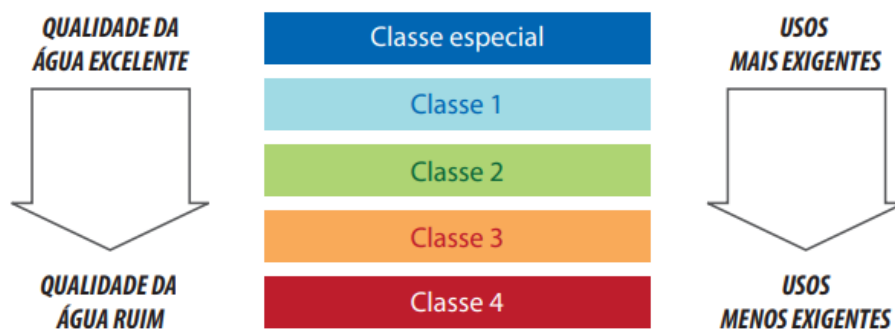 QUALIDADE DA
ÁGUA EXCELENTE
Classe especial
USOS
MAIS EXIGENTES
Classe 1
Classe 2
Classe 3
QUALIDADE DA
ÁGUA RUIM
Classe 4
USOS
MENOS EXIGENTES